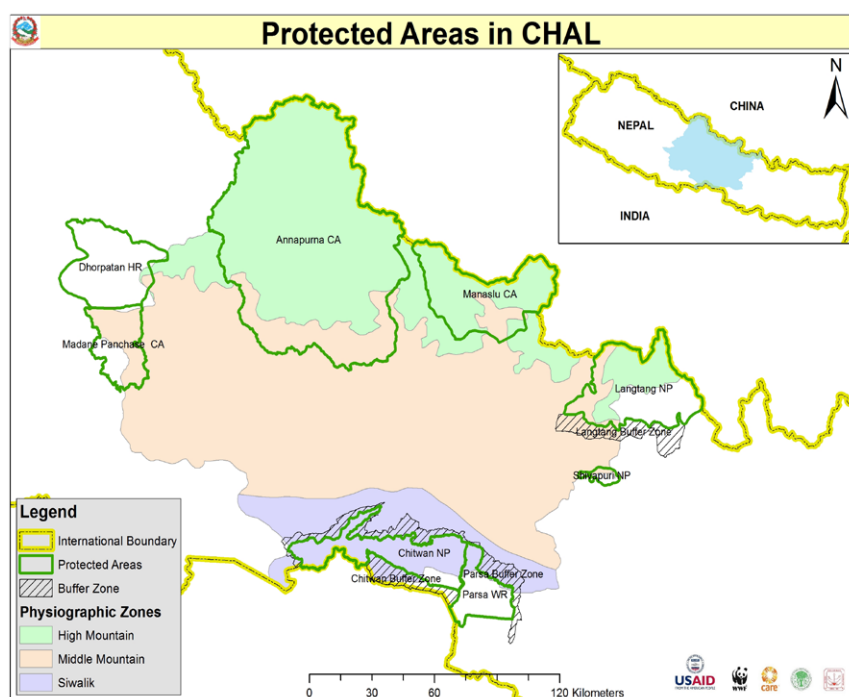 Protected Areas in CHAL
N
CHINA
NEPAL
INDIA
Annapurna CA
Dhorpatan HR
Manaslu CA
Madane Panchase CA
Langtang NP
Langtang Buffer Zone
Shivapuri NP
Chitwan NP
Chitwan Buffer Zone
Parsa Buffer Zone
Parsa WR
Legend
International Boundary
Protected Areas
Buffer Zone
Physiographic Zones
High Mountain
Middle Mountain
Siwalik
0 30 60 120 Kilometers
USAID
WWF
care